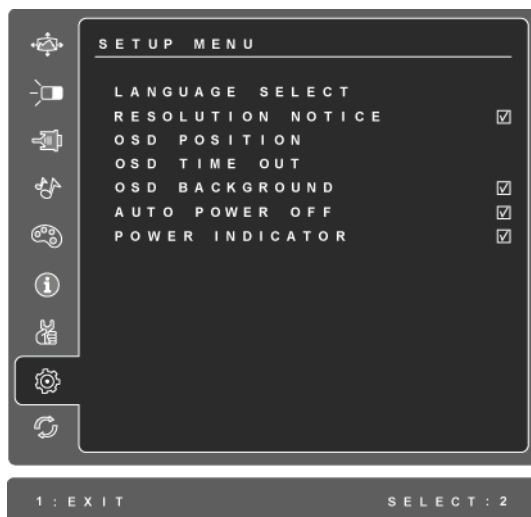 SETUP MENU
LANGUAGE SELECT
RESOLUTION NOTICE
OSD POSITION
OSD TIME OUT
OSD BACKGROUND
AUTO POWER OFF
POWER INDICATOR
1:EXIT SELECT:2